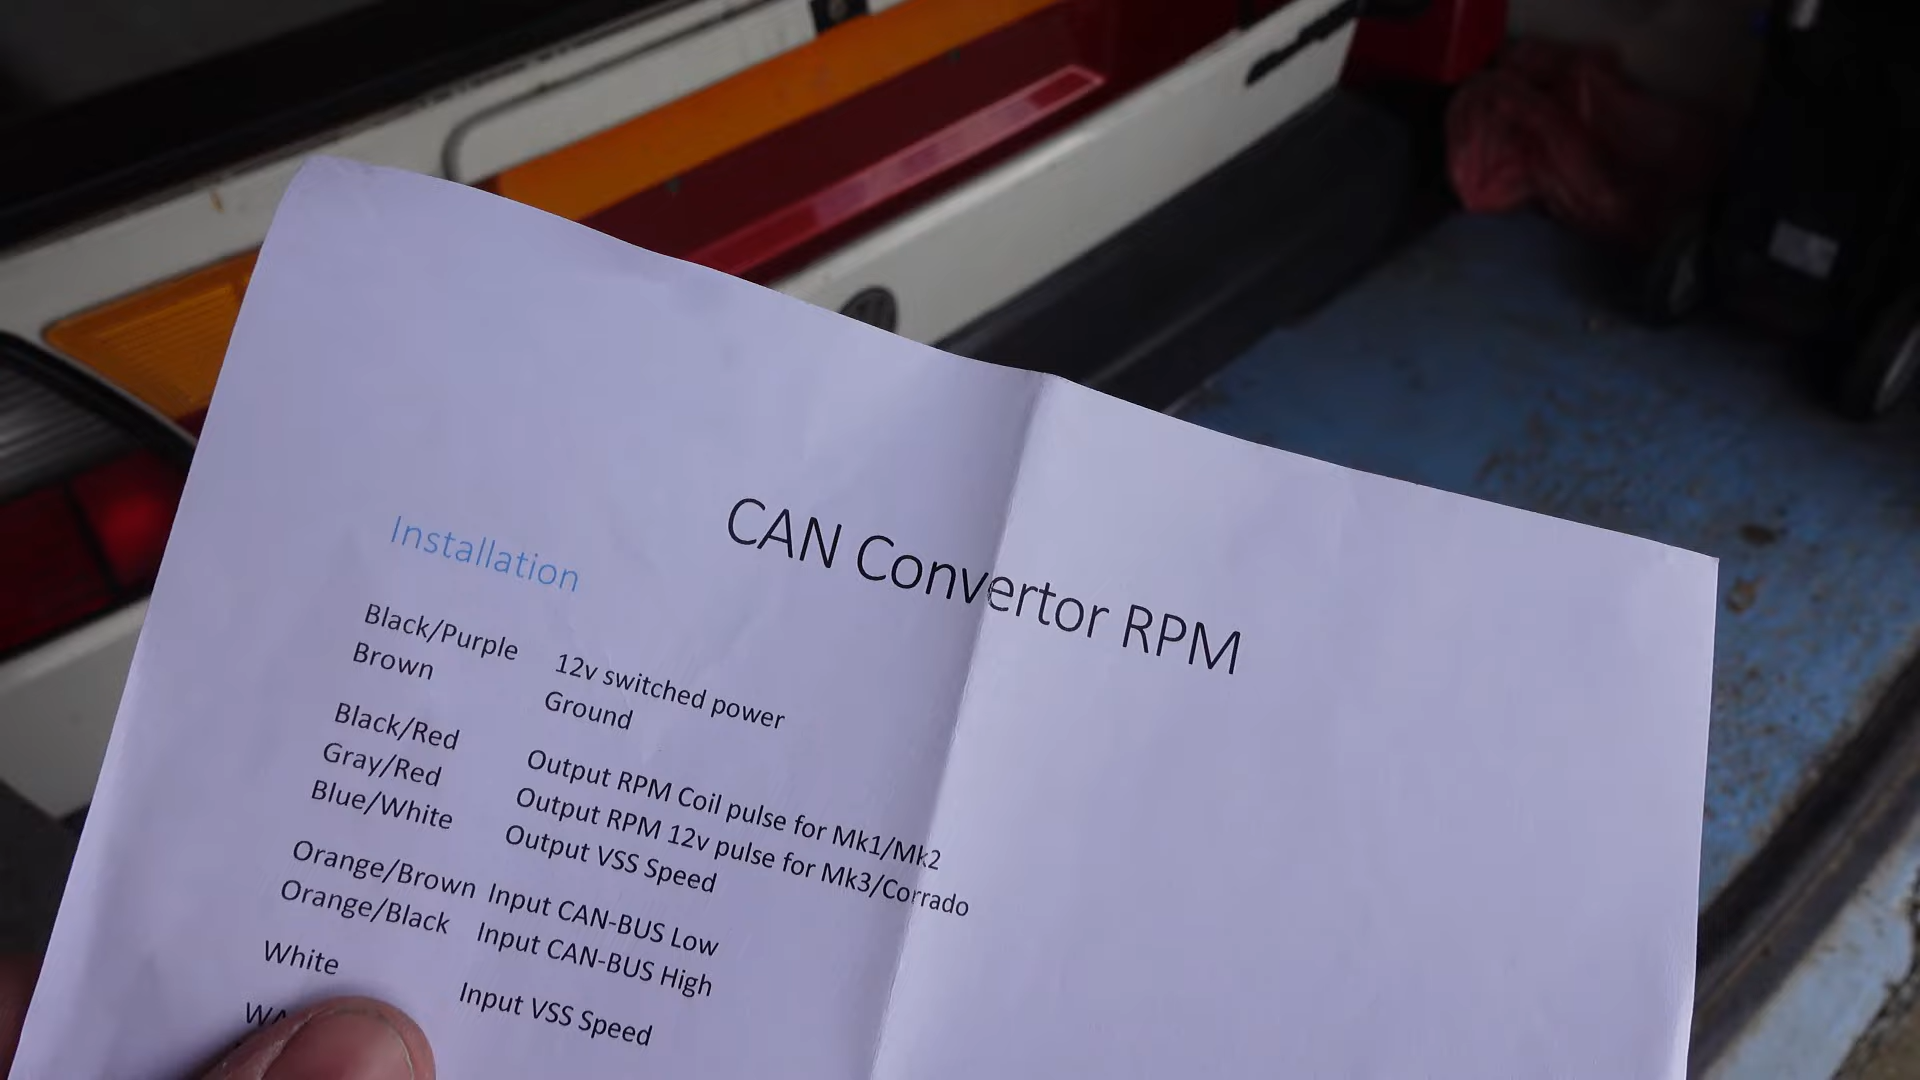 CAN Convertor RPM
Installation
Black/Purple 12v switched power
Brown Ground
Black/Red Output RPM Coil pulse for Mk1/Mk2
Gray/Red Output RPM 12v pulse for Mk3/Corrado
Blue/White Output VSS Speed
Orange/Brown Input CAN-BUS Low
Orange/Black Input CAN-BUS High
White Input VSS Speed